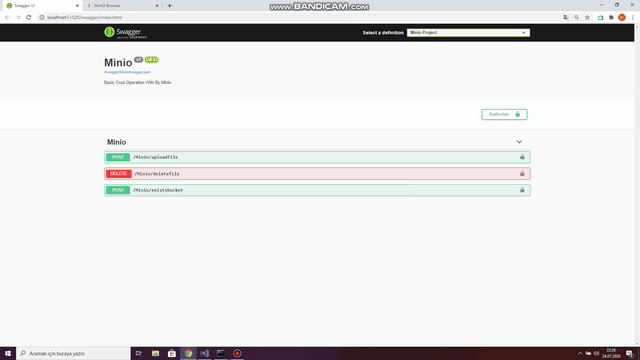 Swagger UI
MinIO Browser
www.BANDICAM.com
localhost:51500/swagger/index.html
Swagger.
Select a definition
Minio Project
Minio
v1
OAS3
/swagger/Minio/swagger.json
Basic Crud Operation With By Minio
Authorize
Minio
POST /Minio/uploadfile
DELETE /Minio/deletefile
POST /Minio/existsbucket
Aramak için buraya yazın
22:26
24.07.2020